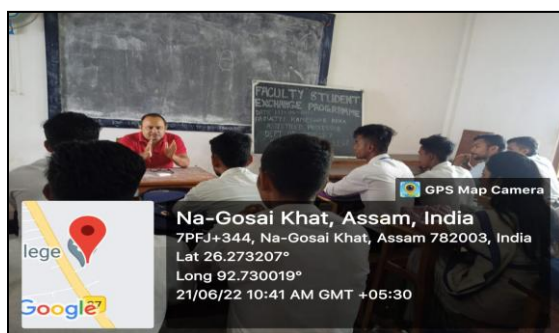 FACULTY STUDENT
EXCHANGE PROGRAMME
GPS Map Camera
Na-Gosai Khat, Assam, India
7PFJ+344, Na-Gosai Khat, Assam 782003, India
Lat 26.273207°
Long 92.730019°
21/06/22 10:41 AM GMT +05:30
lege
Google